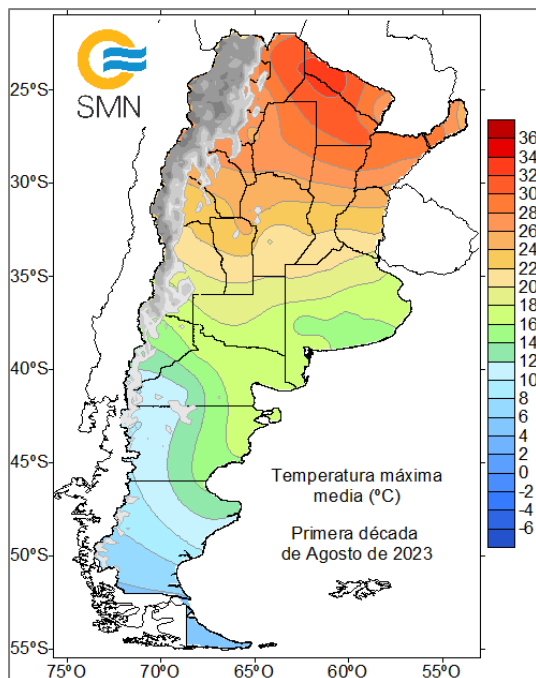 SMN
25°S
30°S
35°S
40°S
45°S
50°S
55°S
75°O
70°O
65°O
60°O
55°O
Temperatura máxima
media (ºC)
Primera década
de Agosto de 2023
36
34
32
30
28
26
24
22
20
18
16
14
12
10
8
6
4
2
0
-2
-4
-6